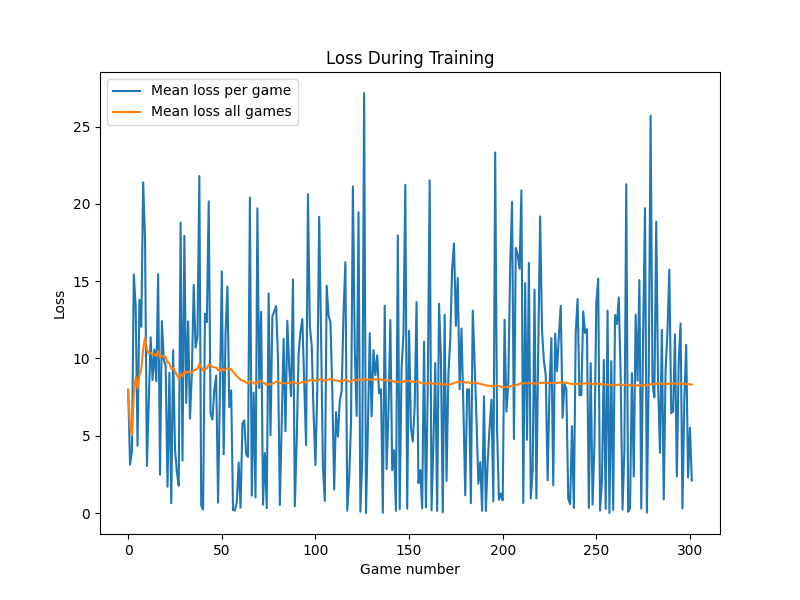 Loss During Training
Mean loss per game
Mean loss all games
Loss
25
20
15
10
5
0
0 50 100 150 200 250 300
Game number